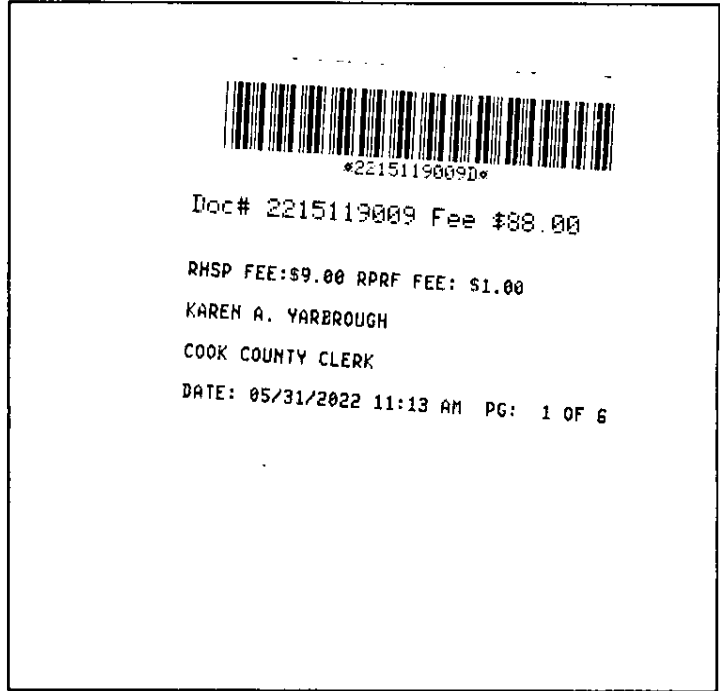 *2215119009D*
Doc# 2215119009 Fee $88.00
RHSP FEE:$9.00 RPRF FEE: $1.00
KAREN A. YARBROUGH
COOK COUNTY CLERK
DATE: 05/31/2022 11:13 AM PG: 1 OF 6